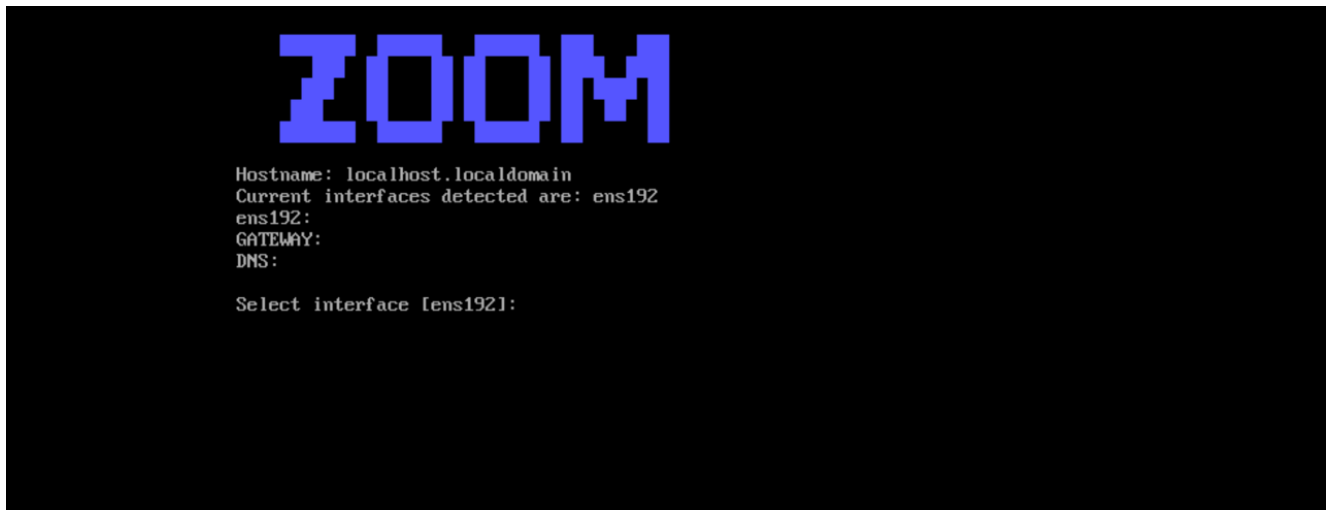 ZOOM
Hostname: localhost.localdomain
Current interfaces detected are: ens192
ens192:
GATEWAY:
DNS:
Select interface [ens192]: